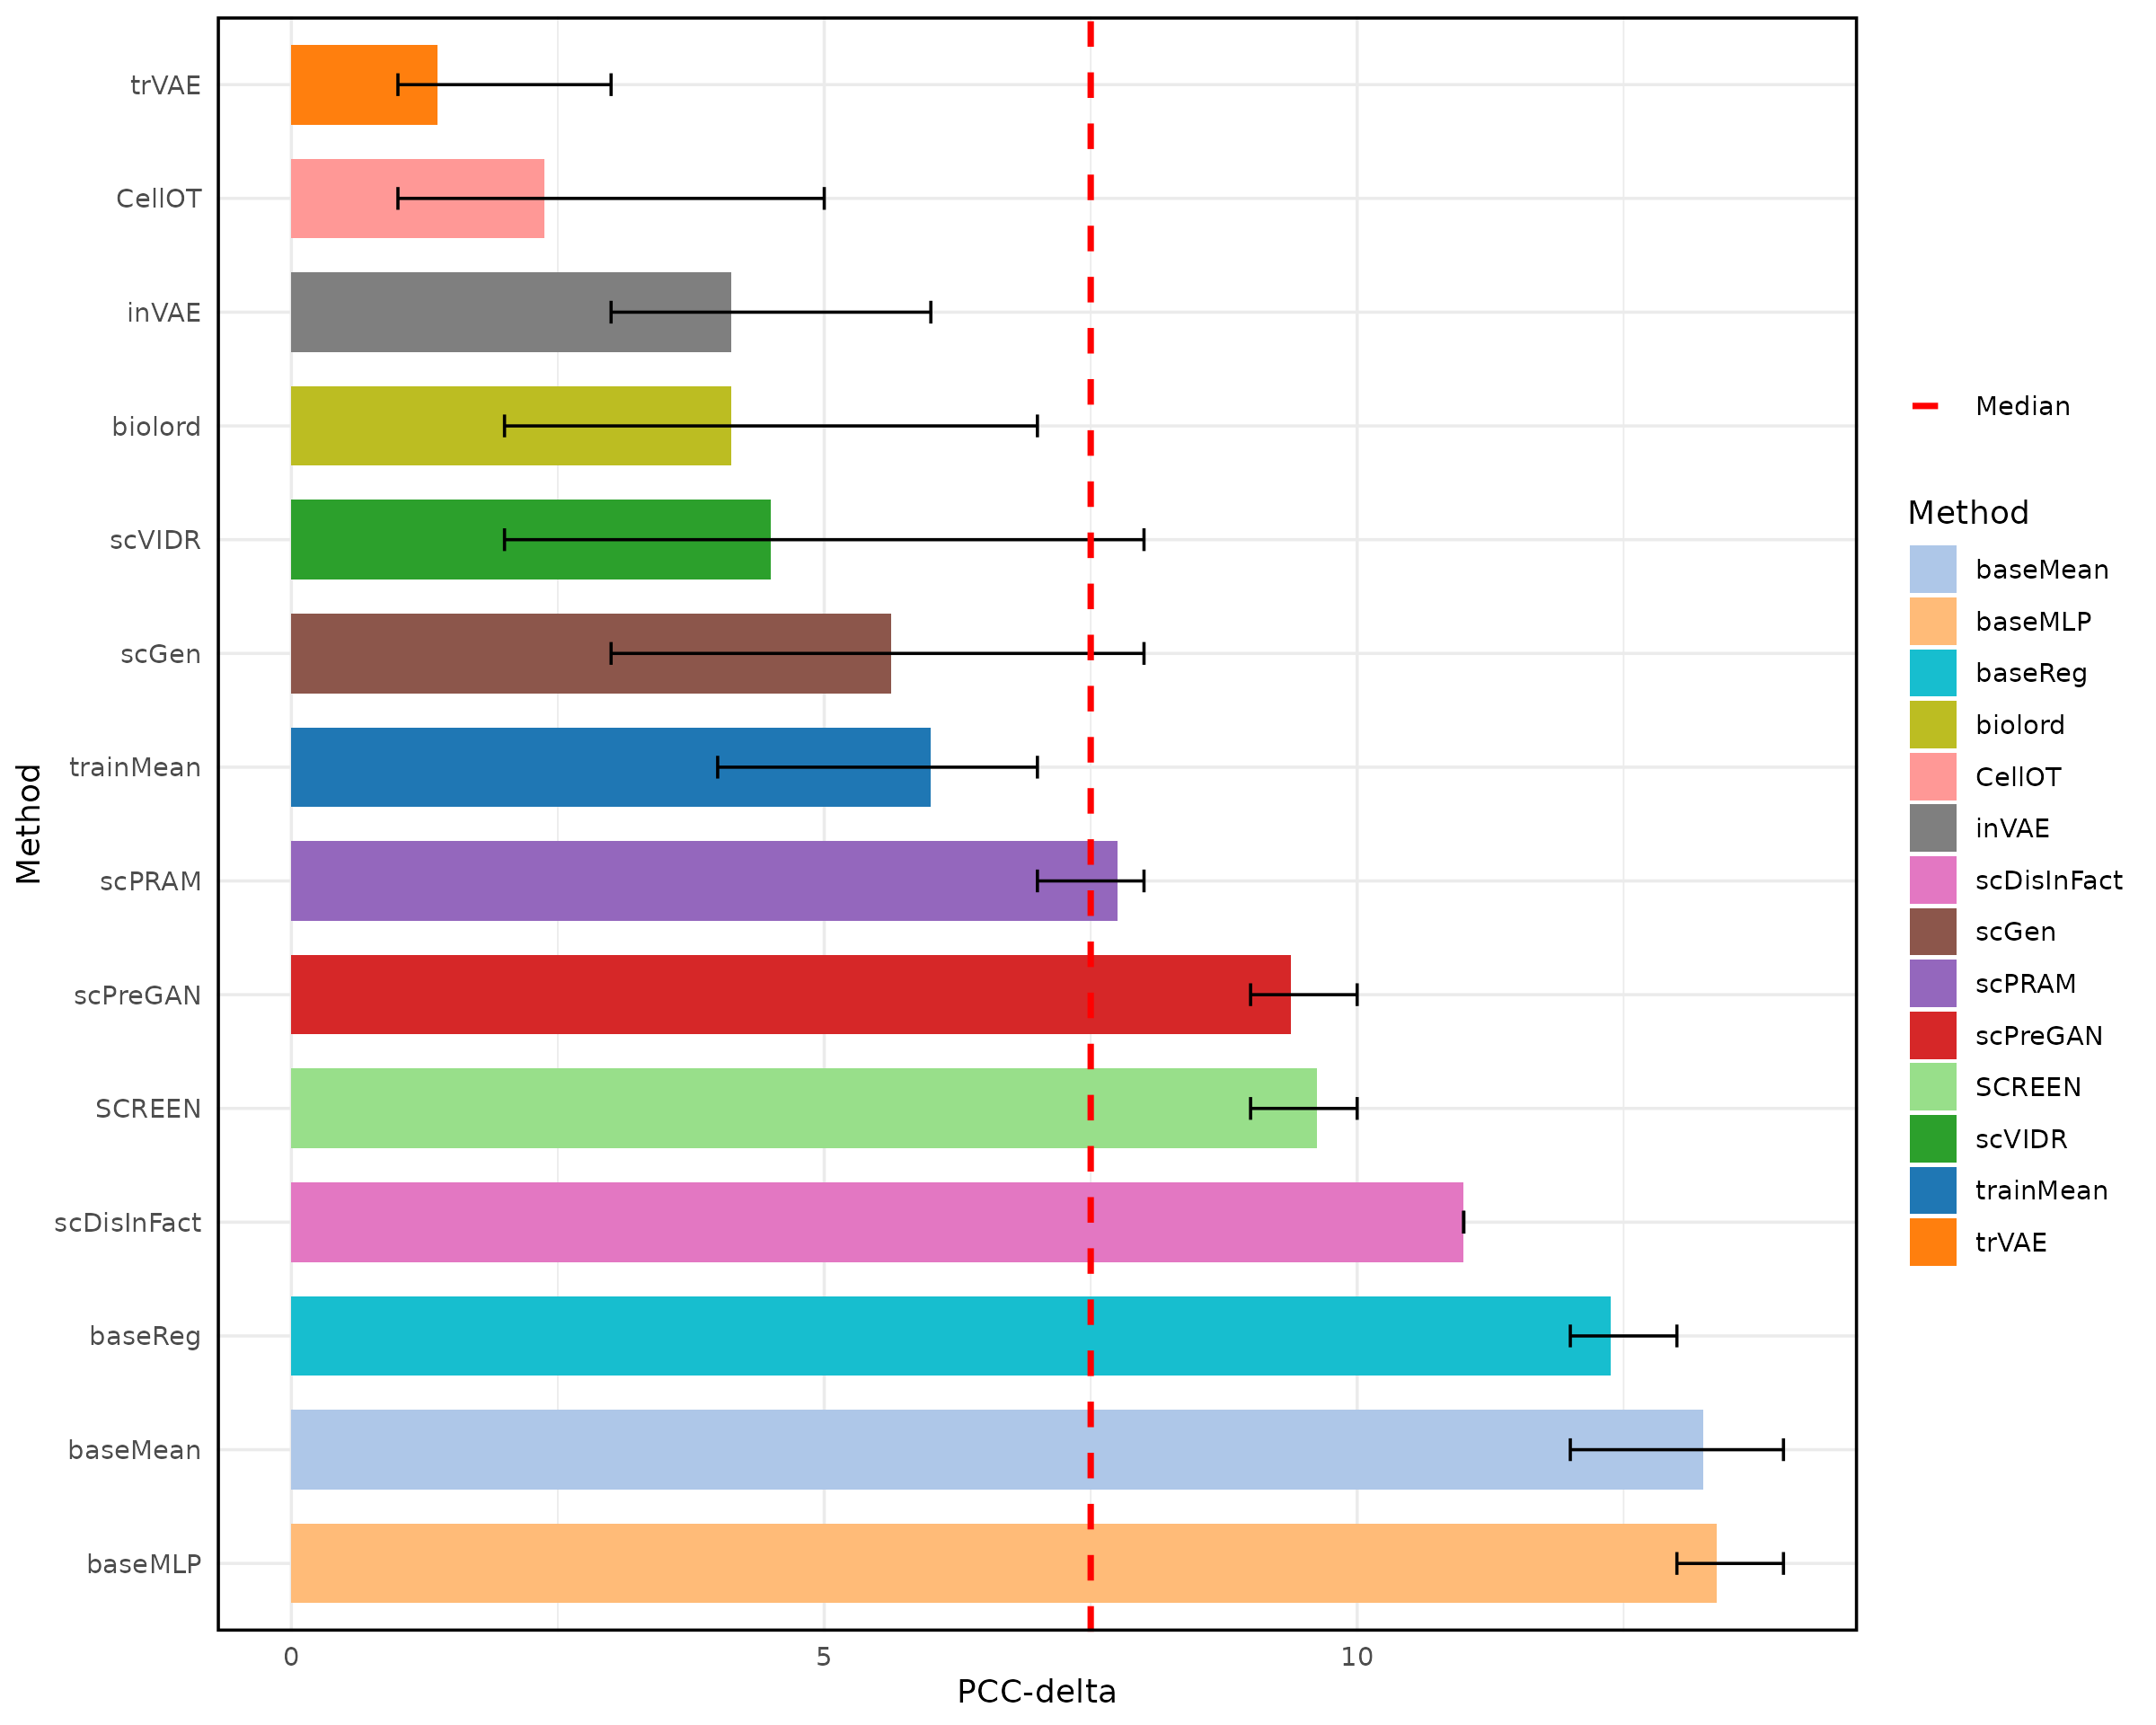 trVAE
CellOT
inVAE
biolord
scVIDR
scGen
trainMean
scPRAM
scPreGAN
SCREEN
scDisInFact
baseReg
baseMean
baseMLP
Method
0 5 10
PCC-delta
Median
Method
baseMean
baseMLP
baseReg
biolord
CellOT
inVAE
scDisInFact
scGen
scPRAM
scPreGAN
SCREEN
scVIDR
trainMean
trVAE